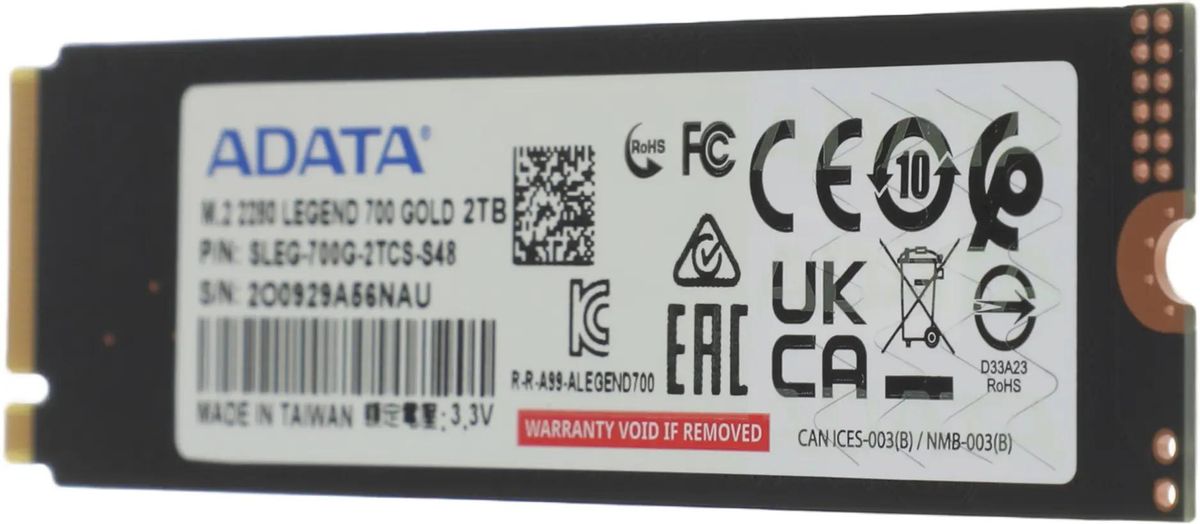 ADATA®
M.2 2280 LEGEND 700 GOLD 2TB
P/N: SLEG-700G-2TCS-S48
S/N: 2O0929A56NAU
MADE IN TAIWAN 額定電壓:3.3V
RoHS
FC
CE
10
KC
R-R-A99-ALEGEND700
EAC
UK
CA
D33A23
RoHS
WARRANTY VOID IF REMOVED
CAN ICES-003(B) / NMB-003(B)